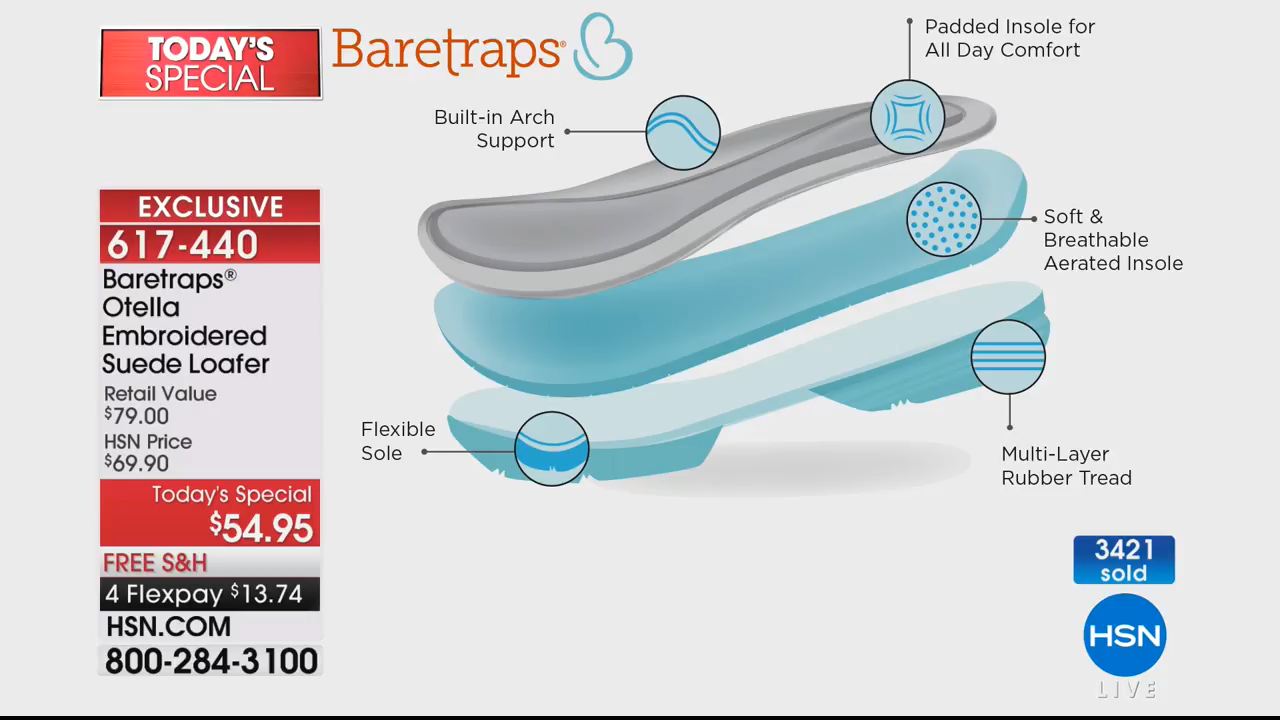 TODAY'S
SPECIAL
Baretraps®
Padded Insole for
All Day Comfort
Built-in Arch
Support
EXCLUSIVE
617-440
Baretraps®
Otella
Embroidered
Suede Loafer
Retail Value
$79.00
HSN Price
$69.90
Today's Special
$54.95
FREE S&H
4 Flexpay $13.74
HSN.COM
800-284-3100
Soft &
Breathable
Aerated Insole
Flexible
Sole
Multi-Layer
Rubber Tread
3421
sold
HSN
LIVE